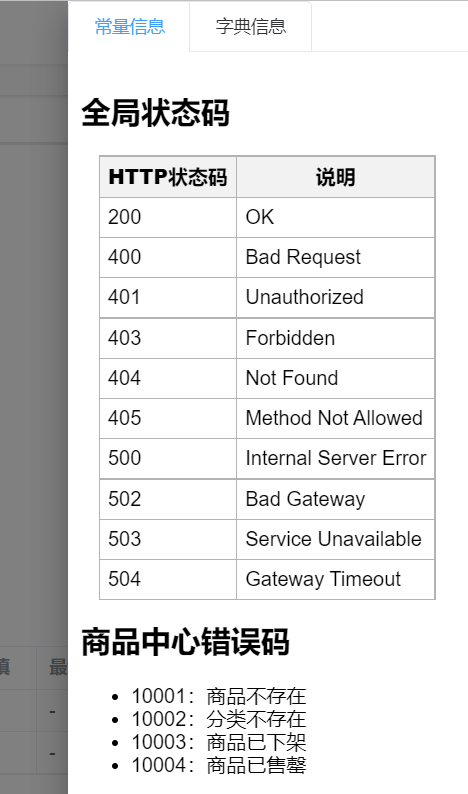 常量信息 字典信息
全局状态码
HTTP状态码 说明
200 OK
400 Bad Request
401 Unauthorized
403 Forbidden
404 Not Found
405 Method Not Allowed
500 Internal Server Error
502 Bad Gateway
503 Service Unavailable
504 Gateway Timeout
商品中心错误码
填 最
- 
10001：商品不存在
10002：分类不存在
10003：商品已下架
-
10004：商品已售罄